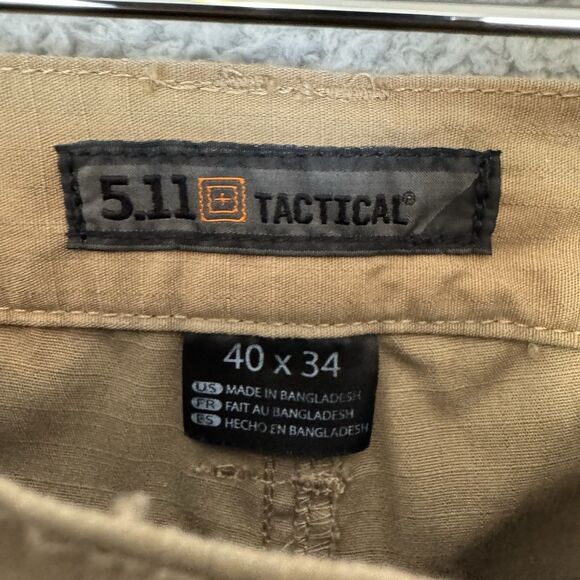 5.11 TACTICAL®
40 x 34
US MADE IN BANGLADESH
FR FAIT AU BANGLADESH
ES HECHO EN BANGLADESH